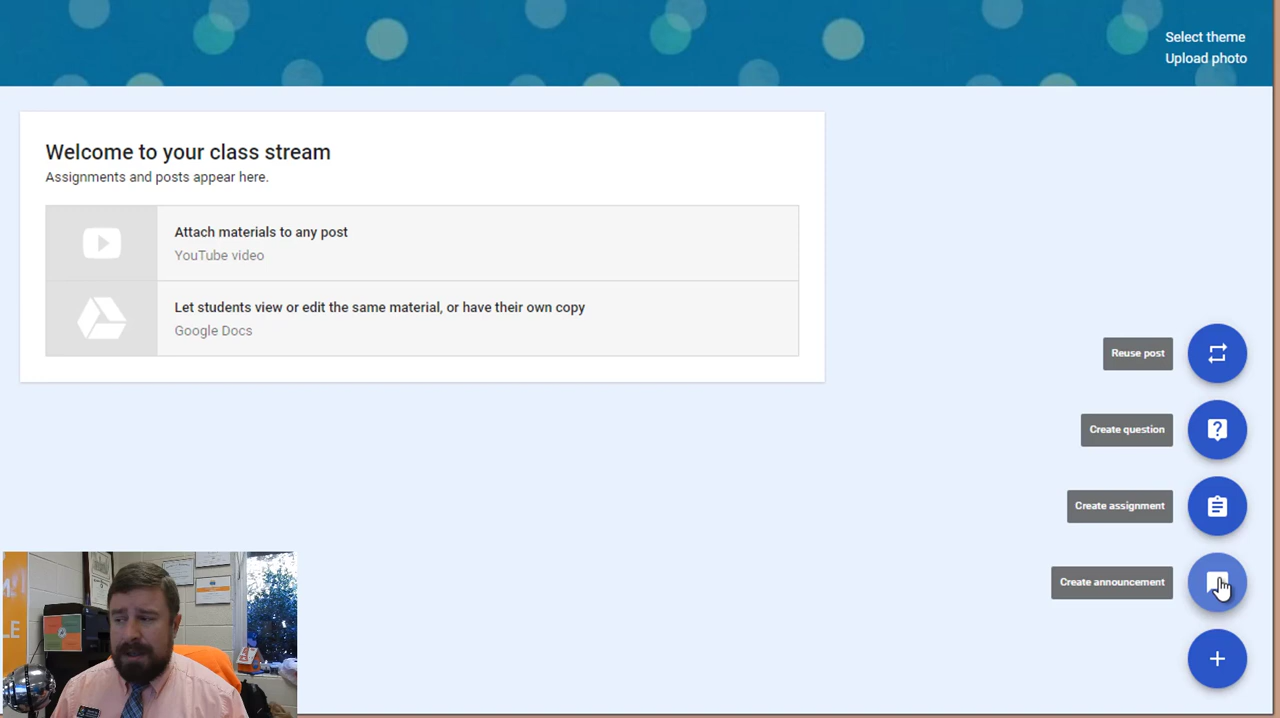 Select theme
Upload photo
Welcome to your class stream
Assignments and posts appear here.
Attach materials to any post
YouTube video
Let students view or edit the same material, or have their own copy
Google Docs
Reuse post
Create question
Create assignment
Create announcement